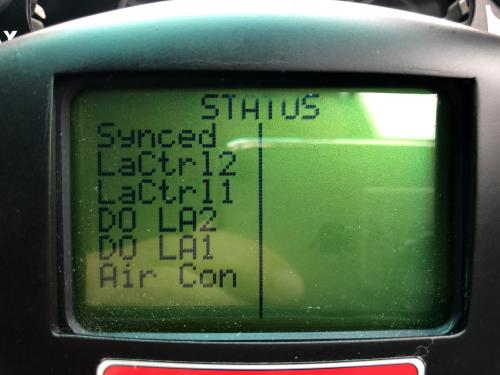 STATUS
Synced
LaCtrl2
LaCtrl1
DO LA2
DO LA1
Air Con